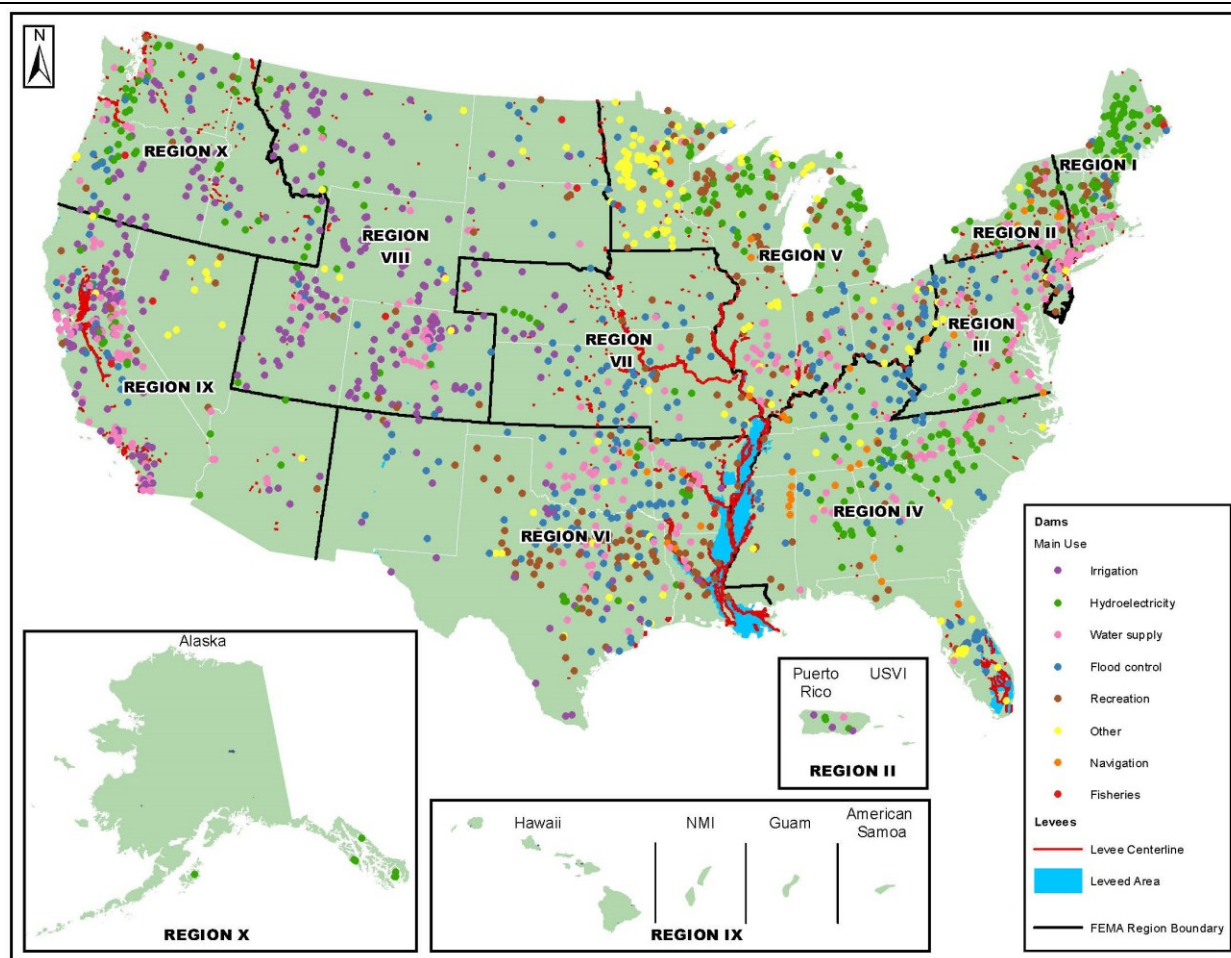 N
REGION X
REGION
VIII
REGION IX
REGION
VII
REGION VI
REGION V
REGION I
REGION II
REGION
III
REGION IV
Alaska
REGION X
Puerto
Rico
USVI
REGION II
Hawaii
NMI
Guam
American
Samoa
REGION IX
Dams
Main Use
Irrigation
Hydroelectricity
Water supply
Flood control
Recreation
Other
Navigation
Fisheries
Levees
Levee Centerline
Leveed Area
FEMA Region Boundary